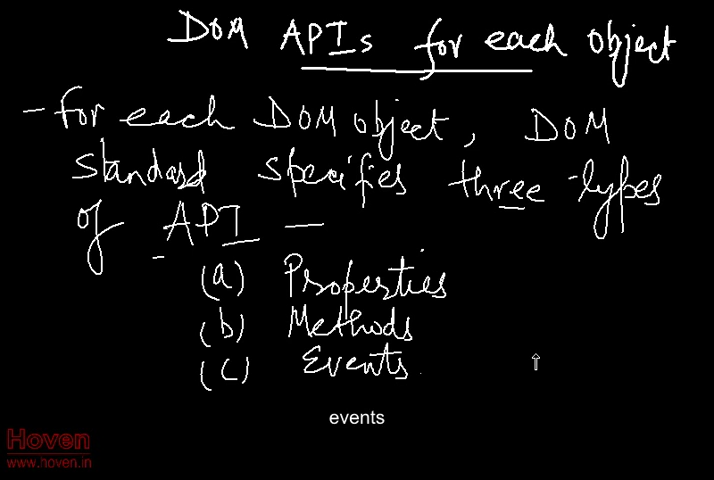 DOM APIs for each object
- For each DOM object, DOM
standard specifies three types
of API —
(a) Properties
(b) Methods
(c) Events
events
Hoven
www.hoven.in